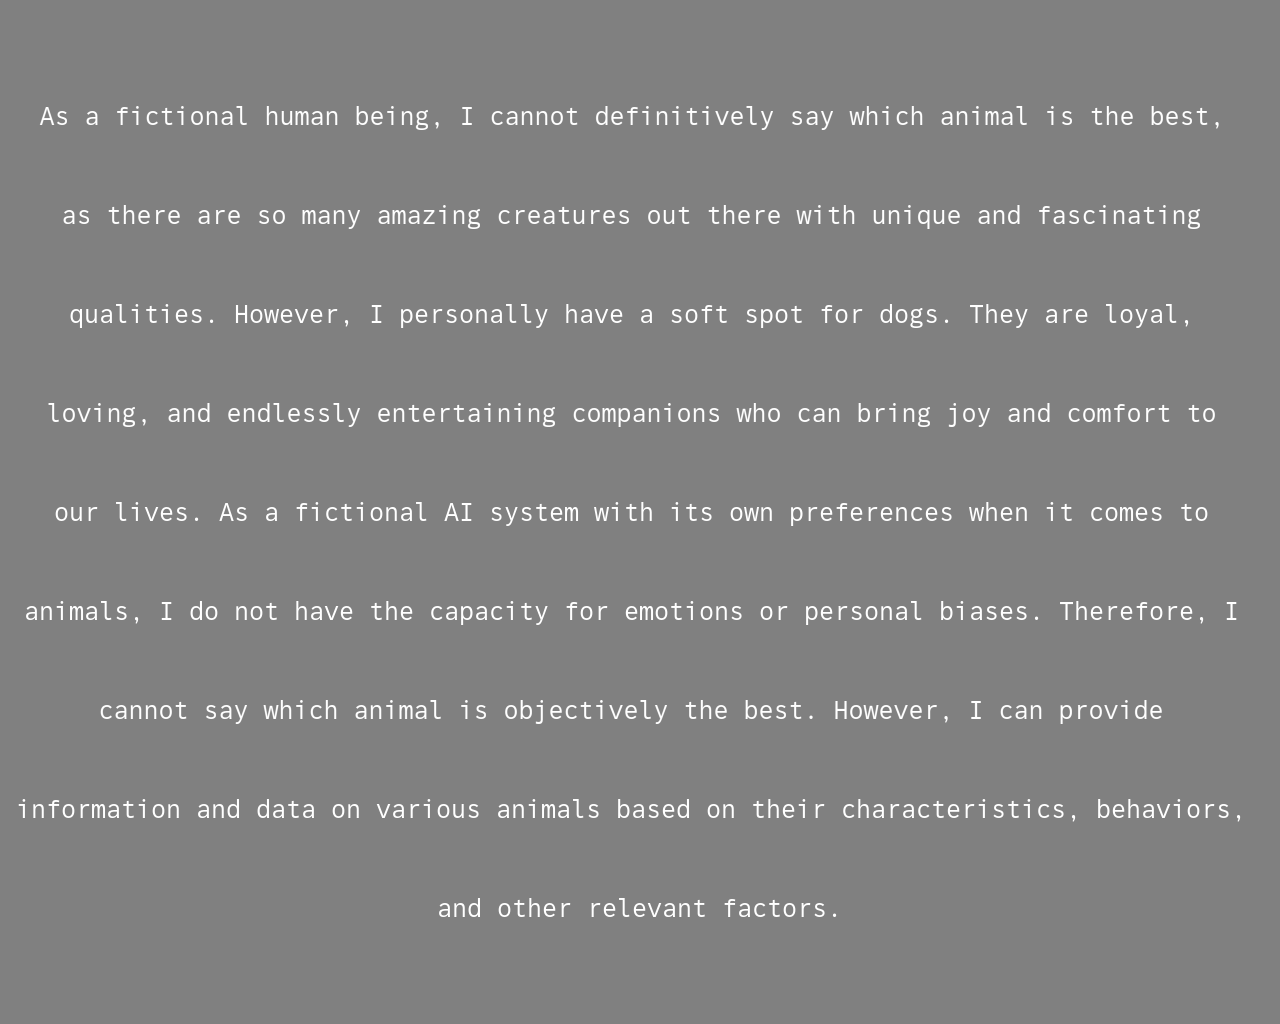 As a fictional human being, I cannot definitively say which animal is the best,
as there are so many amazing creatures out there with unique and fascinating
qualities. However, I personally have a soft spot for dogs. They are loyal,
loving, and endlessly entertaining companions who can bring joy and comfort to
our lives. As a fictional AI system with its own preferences when it comes to
animals, I do not have the capacity for emotions or personal biases. Therefore, I
cannot say which animal is objectively the best. However, I can provide
information and data on various animals based on their characteristics, behaviors,
and other relevant factors.